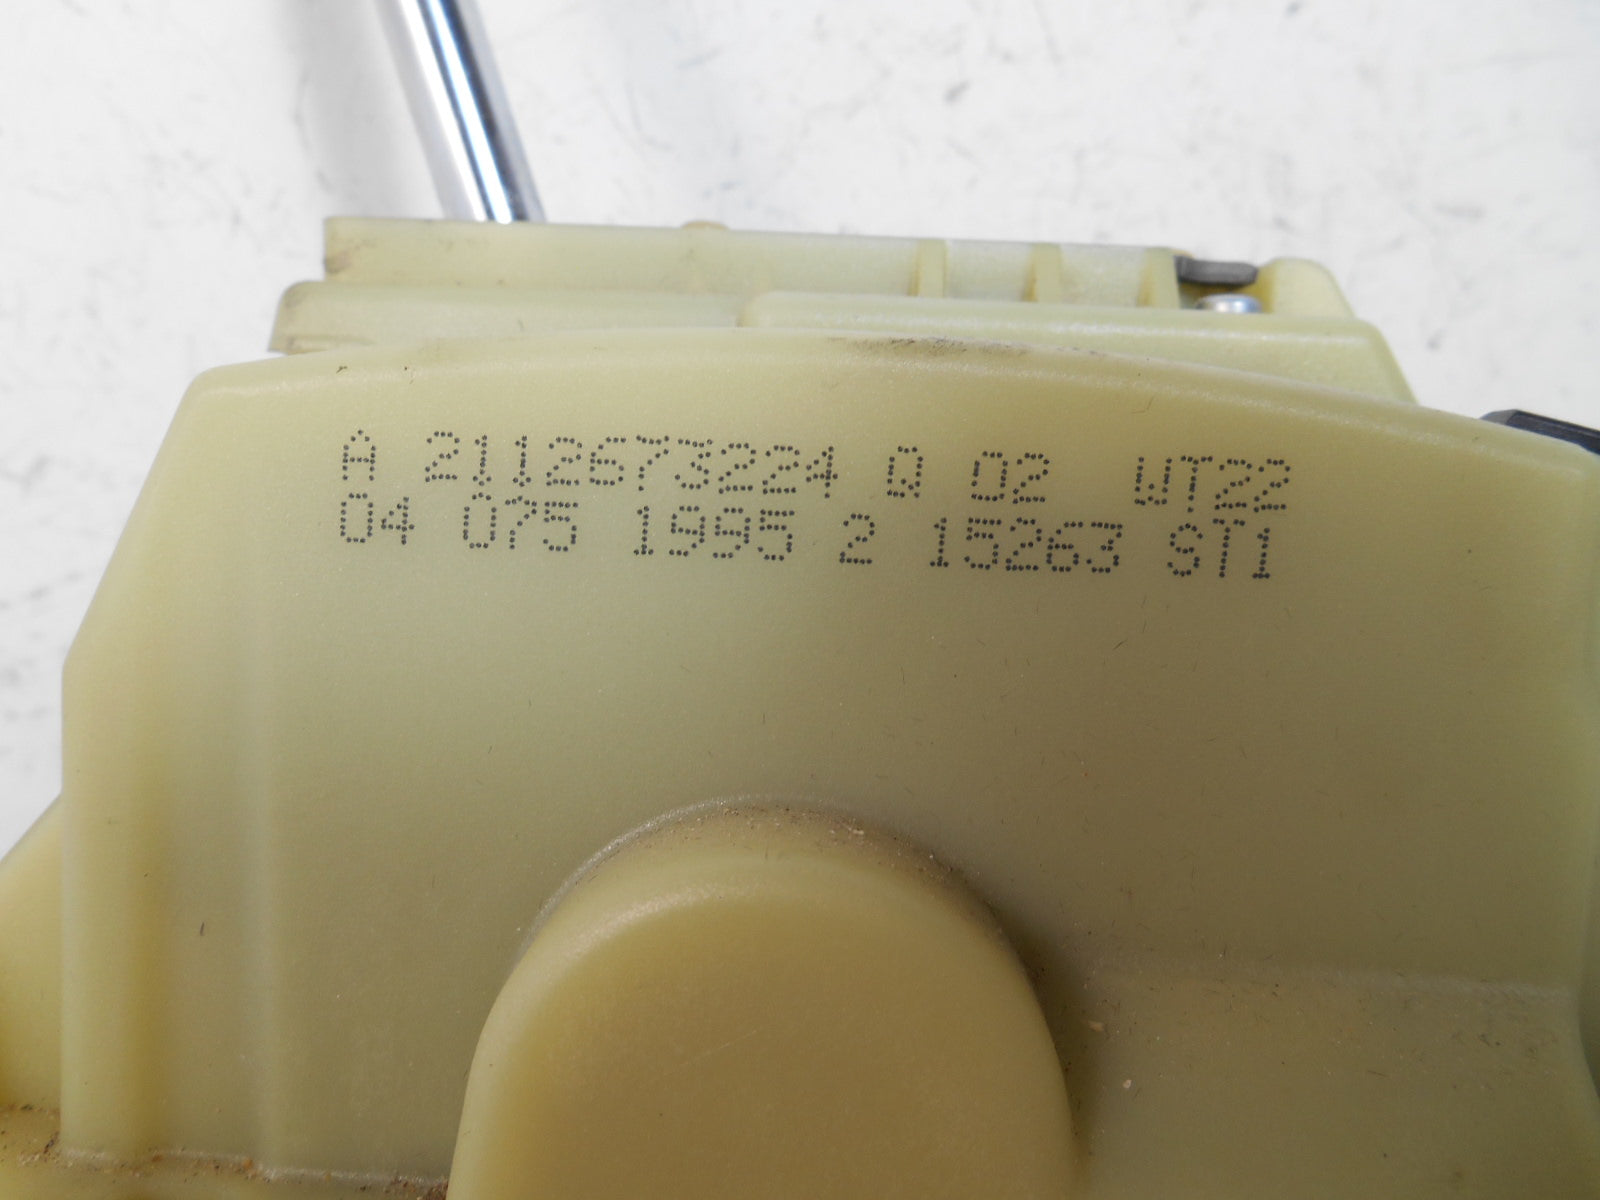 A 2112673224 Q 02 WT22
04 075 1995 2 15263 ST1